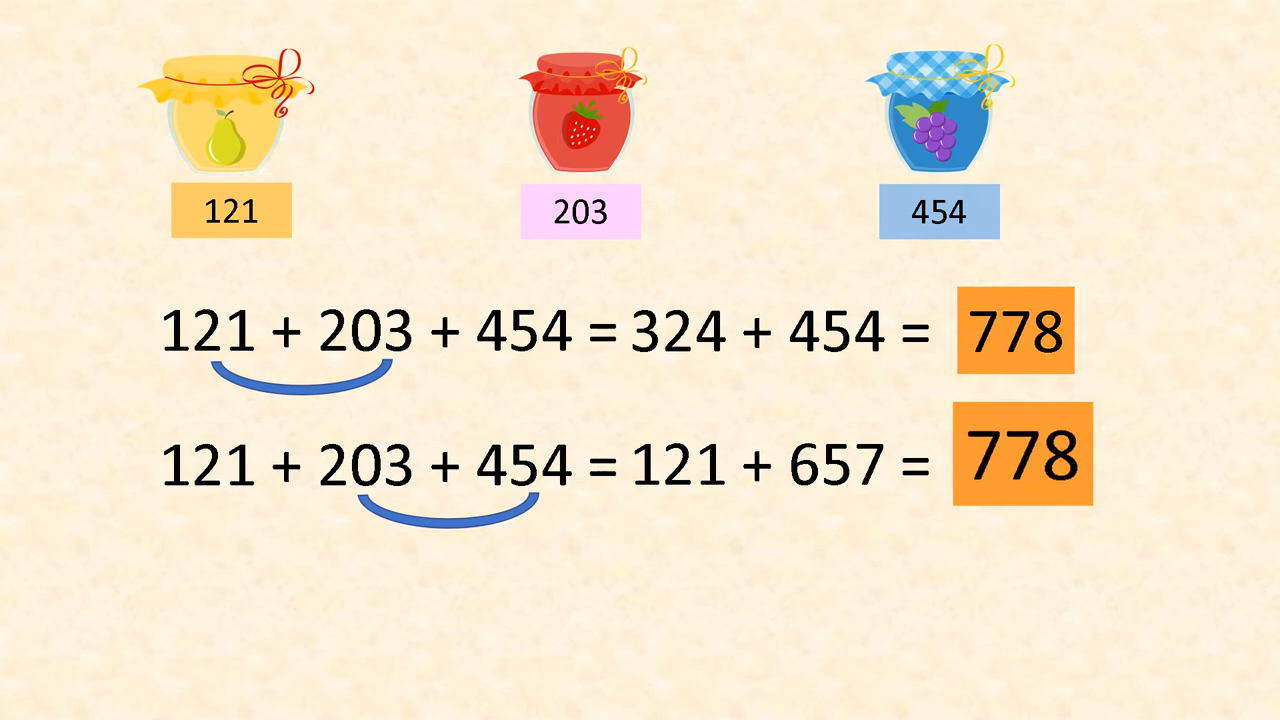 121 203 454
121 + 203 + 454 = 324 + 454 = 778
121 + 203 + 454 = 121 + 657 = 778